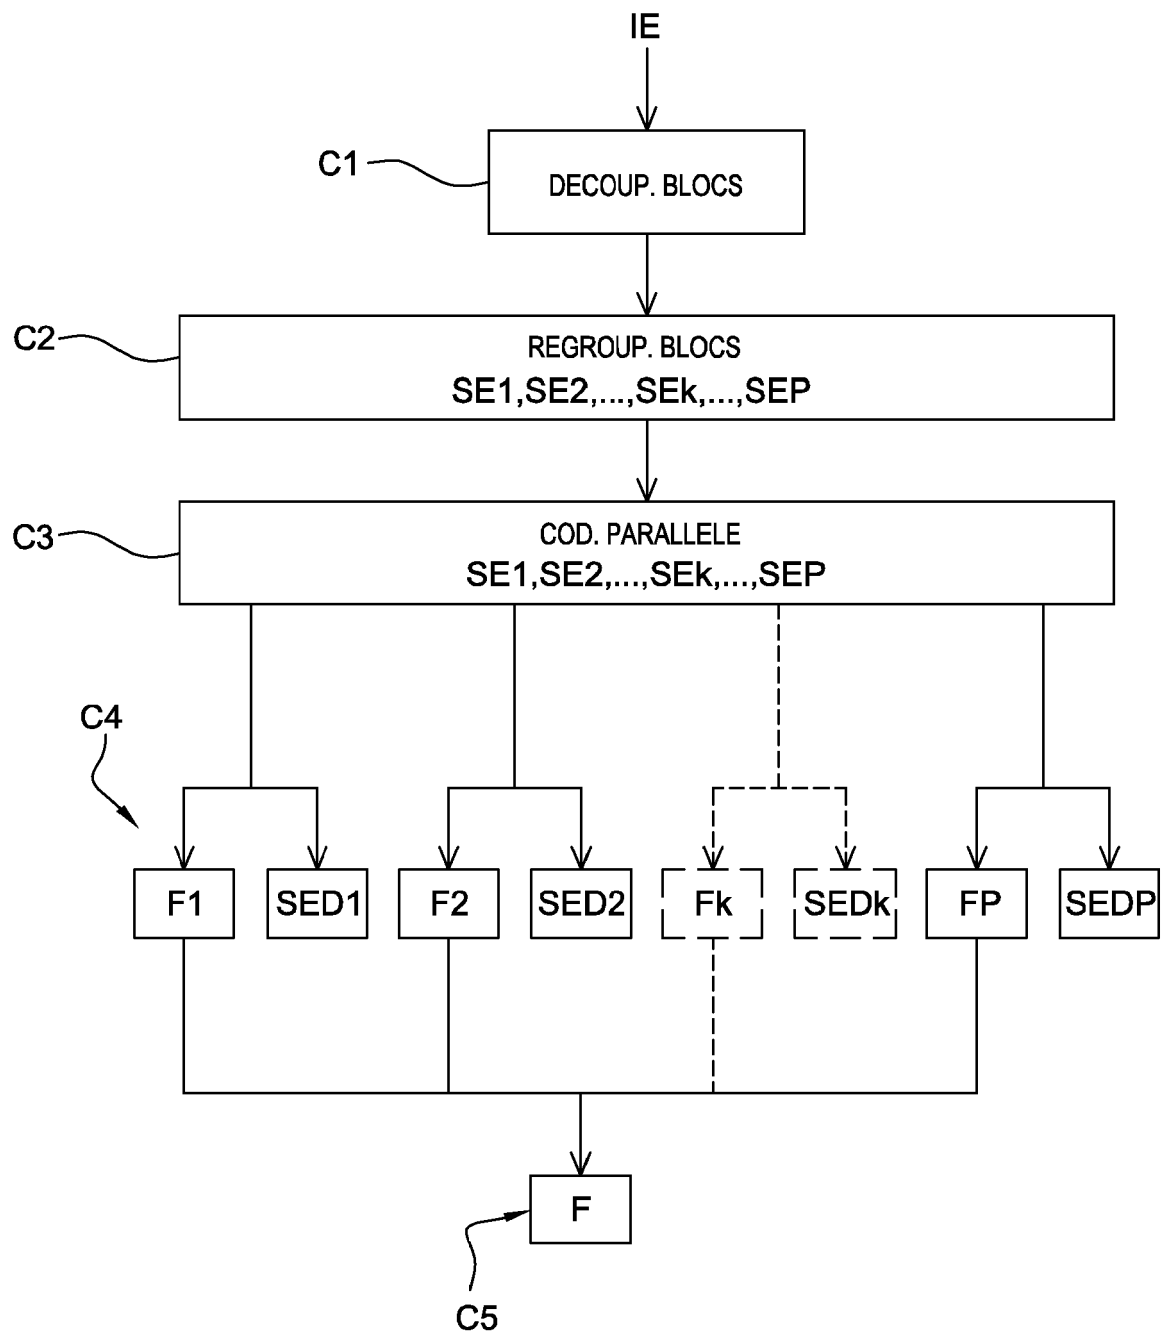 IE
C1
DECOUP. BLOCS
C2
REGROUP. BLOCS
SE1,SE2,...,SEk,...,SEP
C3
COD. PARALLELE
SE1,SE2,...,SEk,...,SEP
C4
F1 SED1 F2 SED2 Fk SEDk FP SEDP
F
C5